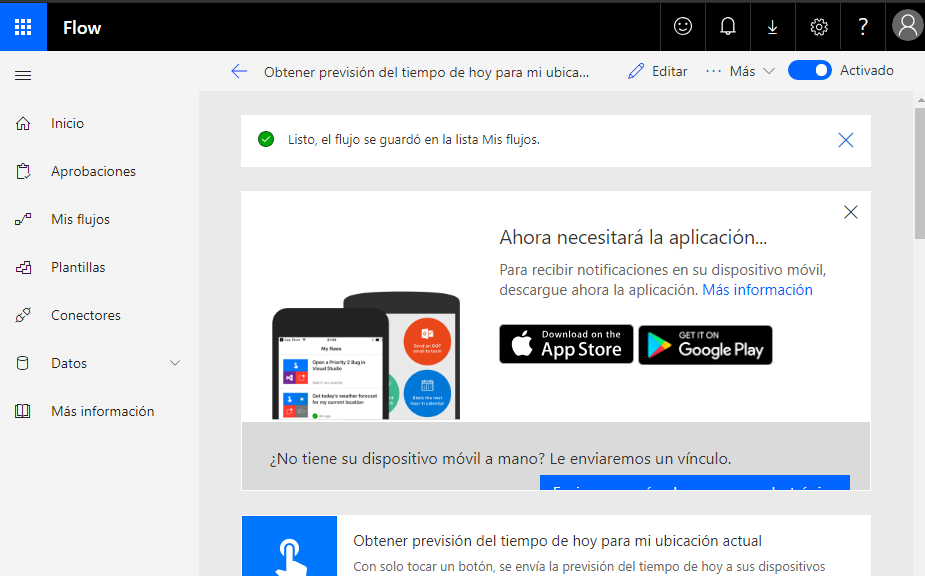 Flow
?
Obtener previsión del tiempo de hoy para mi ubica...
Editar
Más
Activado
Inicio
Aprobaciones
Mis flujos
Plantillas
Conectores
Datos
Más información
Listo, el flujo se guardó en la lista Mis flujos.
Ahora necesitará la aplicación...
Para recibir notificaciones en su dispositivo móvil,
descargue ahora la aplicación. Más información
Download on the
App Store
GET IT ON
Google Play
My flows
Open a Priority 2 Bug in
Visual Studio
Get today's weather forecast
for my current location
Send an OOF
email to team
Block the next
hour in calendar
¿No tiene su dispositivo móvil a mano? Le enviaremos un vínculo.
Obtener previsión del tiempo de hoy para mi ubicación actual
Con solo tocar un botón, se envía la previsión del tiempo de hoy a sus dispositivos